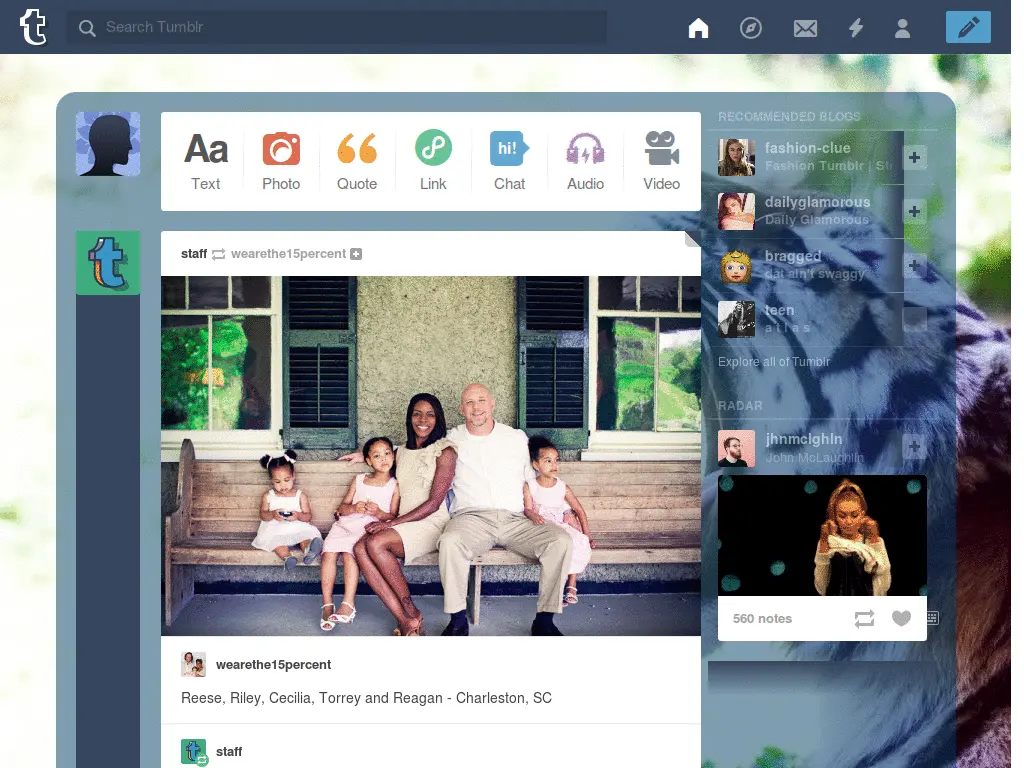 Search Tumblr
Aa
hi!
Text
Photo
Quote
Link
Chat
Audio
Video
staff wearethe15percent
wearethe15percent
Reese, Riley, Cecilia, Torrey and Reagan - Charleston, SC
staff
RECOMMENDED BLOGS
fashion-clue
Fashion Tumblr |
dailyglamorous
Daily Glamorous
bragged
dat ain't swaggy
teen
a t l a s
Explore all of Tumblr
RADAR
jhnmclghln
John McLaughlin
560 notes